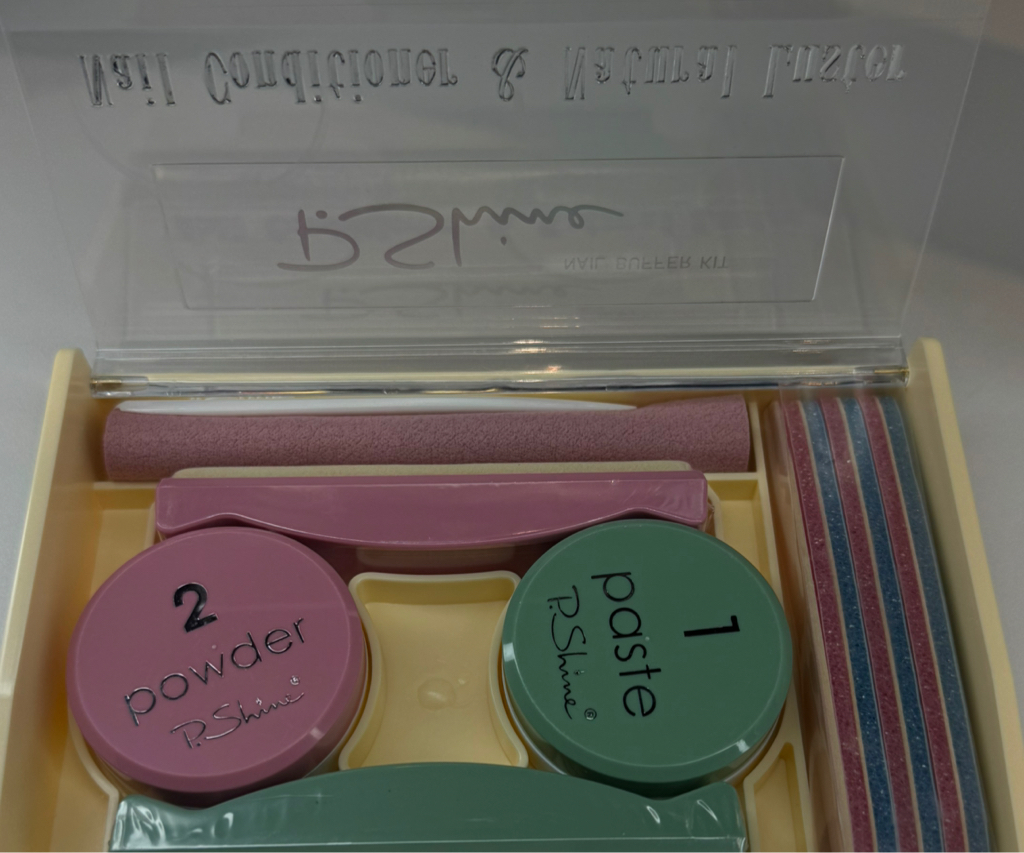 Nail Conditioner & Natural Luster
P.Shine
NAIL BUFFER KIT
2
powder
P.Shine
1
paste
P.Shine ©